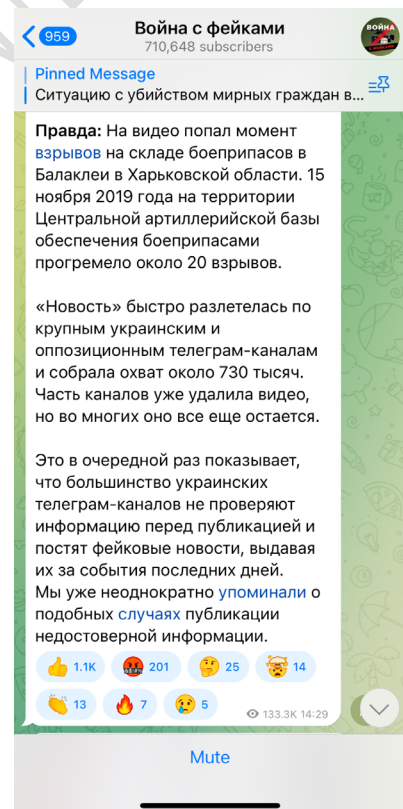 959
Война с фейками
710,648 subscribers
ВОЙНА
С ФЕЙКАМИ
Pinned Message
Ситуацию с убийством мирных граждан в...
Правда: На видео попал момент
взрывов на складе боеприпасов в
Балаклеи в Харьковской области. 15
ноября 2019 года на территории
Центральной артиллерийской базы
обеспечения боеприпасами
прогремело около 20 взрывов.
«Новость» быстро разлетелась по
крупным украинским и
оппозиционным телеграм-каналам
и собрала охват около 730 тысяч.
Часть каналов уже удалила видео,
но во многих оно все еще остается.
Это в очередной раз показывает,
что большинство украинских
телеграм-каналов не проверяют
информацию перед публикацией и
постят фейковые новости, выдавая
их за события последних дней.
Мы уже неоднократно упоминали о
подобных случаях публикации
недостоверной информации.
1.1K 201 25 14
13 7 5 133.3K 14:29
Mute